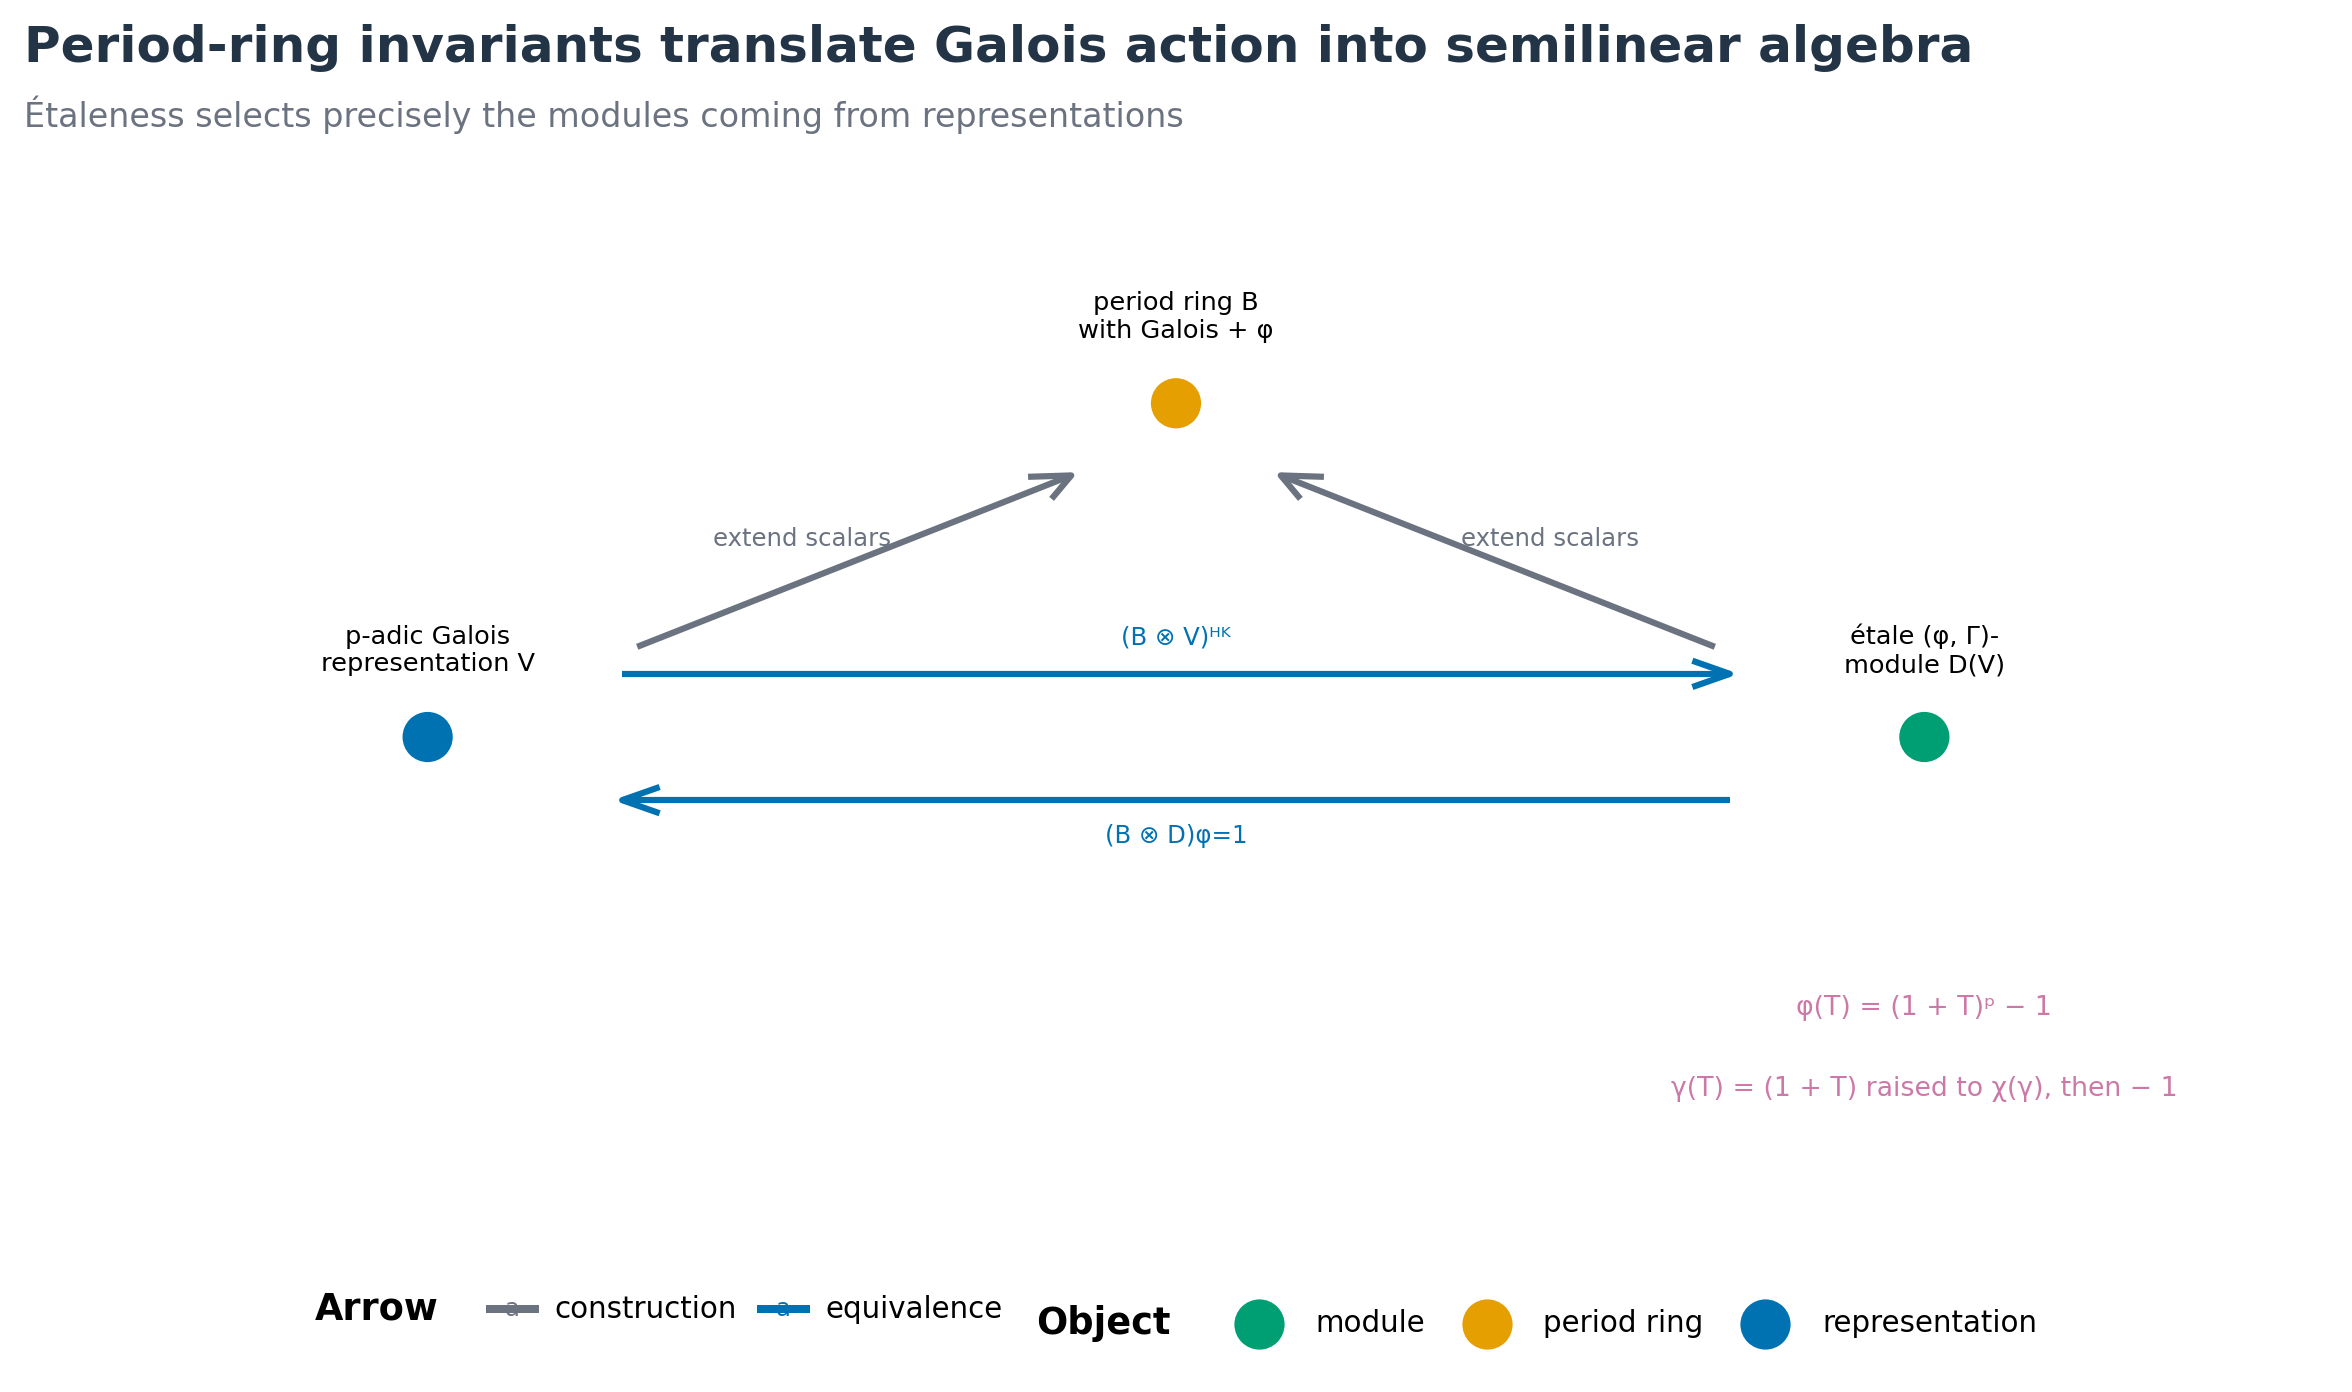 Period-ring invariants translate Galois action into semilinear algebra
Étaleness selects precisely the modules coming from representations
period ring B
with Galois + φ
extend scalars
extend scalars
p-adic Galois
representation V
(B ⊗ V)ᴴᴷ
étale (φ, Γ)-
module D(V)
(B ⊗ D)φ=1
φ(T) = (1 + T)ᵖ − 1
γ(T) = (1 + T) raised to χ(γ), then − 1
Arrow a construction a equivalence
Object module period ring representation